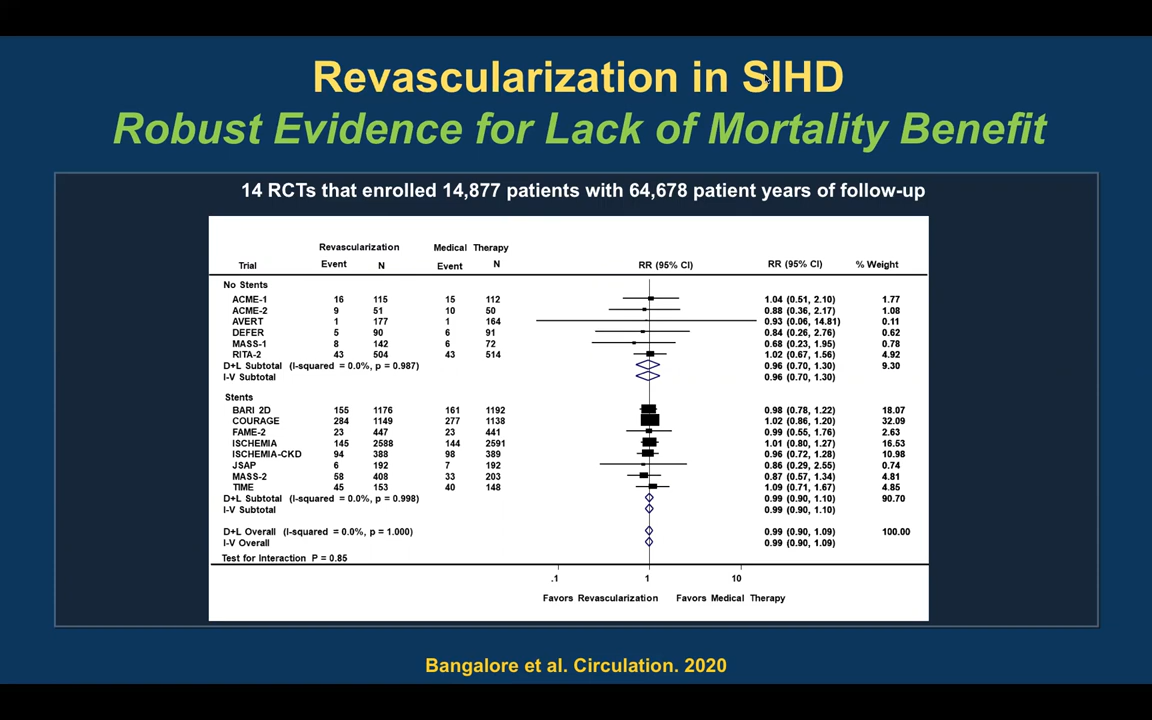 Revascularization in SIHD
Robust Evidence for Lack of Mortality Benefit
14 RCTs that enrolled 14,877 patients with 64,678 patient years of follow-up
Revascularization Medical Therapy
Trial Event N Event N RR (95% CI) RR (95% CI) % Weight
No Stents
ACME-1 16 115 15 112 1.04 (0.51, 2.10) 1.77
ACME-2 9 51 10 50 0.88 (0.36, 2.17) 1.08
AVERT 1 177 1 164 0.93 (0.06, 14.81) 0.11
DEFER 5 90 6 91 0.84 (0.26, 2.76) 0.62
MASS-1 8 142 6 72 0.68 (0.23, 1.95) 0.78
RITA-2 43 504 43 514 1.02 (0.67, 1.56) 4.92
D+L Subtotal (I-squared = 0.0%, p = 0.987) 0.96 (0.70, 1.30) 9.30
I-V Subtotal 0.96 (0.70, 1.30)
Stents
BARI 2D 155 1176 161 1192 0.98 (0.78, 1.22) 18.07
COURAGE 284 1149 277 1138 1.02 (0.86, 1.20) 32.09
FAME-2 23 447 23 441 0.99 (0.55, 1.76) 2.63
ISCHEMIA 145 2588 144 2591 1.01 (0.80, 1.27) 16.53
ISCHEMIA-CKD 94 388 98 389 0.96 (0.72, 1.28) 10.98
JSAP 6 192 7 192 0.86 (0.29, 2.55) 0.74
MASS-2 58 408 33 203 0.87 (0.57, 1.34) 4.81
TIME 45 153 40 148 1.09 (0.71, 1.67) 4.85
D+L Subtotal (I-squared = 0.0%, p = 0.998) 0.99 (0.90, 1.10) 90.70
I-V Subtotal 0.99 (0.90, 1.10)
D+L Overall (I-squared = 0.0%, p = 1.000) 0.99 (0.90, 1.09) 100.00
I-V Overall 0.99 (0.90, 1.09)
Test for Interaction P = 0.85
.1 1 10
Favors Revascularization Favors Medical Therapy
Bangalore et al. Circulation. 2020